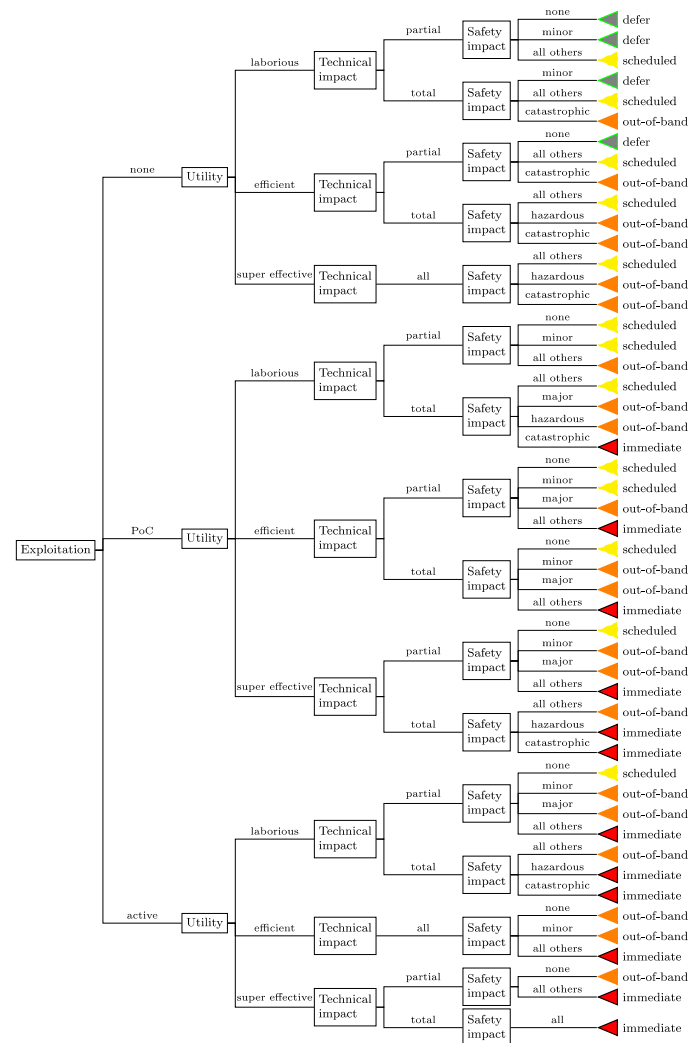 none
defer
partial
Safety
impact
minor
defer
all others
scheduled
laborious
Technical
impact
minor
defer
total
Safety
impact
all others
scheduled
catastrophic
out-of-band
none
Utility
none
defer
partial
Safety
impact
all others
scheduled
catastrophic
out-of-band
efficient
Technical
impact
all others
scheduled
total
Safety
impact
hazardous
out-of-band
catastrophic
out-of-band
super effective
Technical
impact
all
Safety
impact
all others
scheduled
hazardous
out-of-band
catastrophic
out-of-band
none
scheduled
partial
Safety
impact
minor
scheduled
all others
out-of-band
laborious
Technical
impact
all others
scheduled
total
Safety
impact
major
out-of-band
hazardous
out-of-band
catastrophic
immediate
none
scheduled
partial
Safety
impact
minor
scheduled
major
out-of-band
all others
immediate
Exploitation
PoC
Utility
efficient
Technical
impact
none
scheduled
total
Safety
impact
minor
out-of-band
major
out-of-band
all others
immediate
none
scheduled
partial
Safety
impact
minor
out-of-band
major
out-of-band
all others
immediate
super effective
Technical
impact
all others
out-of-band
total
Safety
impact
hazardous
immediate
catastrophic
immediate
none
scheduled
partial
Safety
impact
minor
out-of-band
major
out-of-band
all others
immediate
laborious
Technical
impact
all others
out-of-band
total
Safety
impact
hazardous
immediate
catastrophic
immediate
active
Utility
efficient
Technical
impact
all
Safety
impact
none
out-of-band
minor
out-of-band
all others
immediate
super effective
Technical
impact
partial
Safety
impact
none
out-of-band
all others
immediate
total
Safety
impact
all
immediate